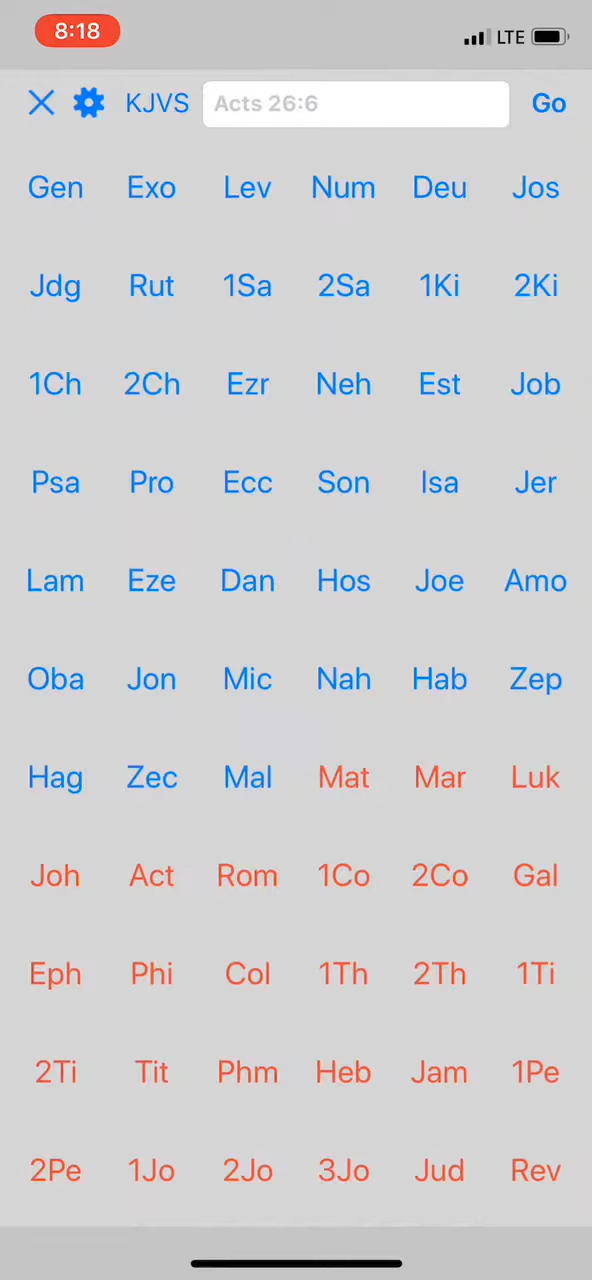 8:18 LTE
KJVS Acts 26:6 Go
Gen Exo Lev Num Deu Jos
Jdg Rut 1Sa 2Sa 1Ki 2Ki
1Ch 2Ch Ezr Neh Est Job
Psa Pro Ecc Son Isa Jer
Lam Eze Dan Hos Joe Amo
Oba Jon Mic Nah Hab Zep
Hag Zec Mal Mat Mar Luk
Joh Act Rom 1Co 2Co Gal
Eph Phi Col 1Th 2Th 1Ti
2Ti Tit Phm Heb Jam 1Pe
2Pe 1Jo 2Jo 3Jo Jud Rev